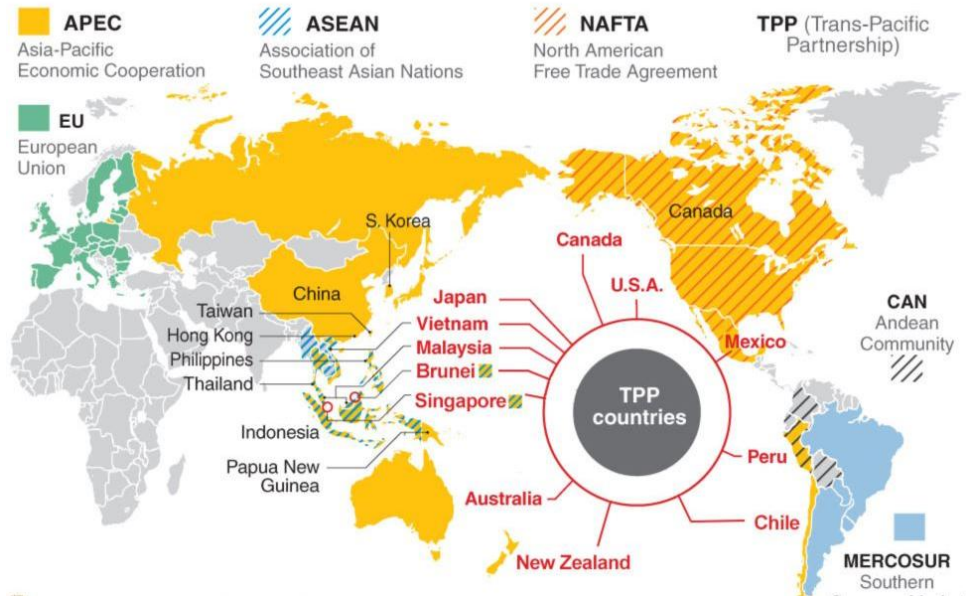 APEC
Asia-Pacific
Economic Cooperation
ASEAN
Association of
Southeast Asian Nations
NAFTA
North American
Free Trade Agreement
TPP (Trans-Pacific
Partnership)
EU
European
Union
S. Korea
China
Taiwan
Hong Kong
Philippines
Thailand
Indonesia
Papua New
Guinea
Canada
Canada
U.S.A.
Japan
Vietnam
Malaysia
Brunei
Singapore
Australia
New Zealand
Chile
Peru
Mexico
TPP
countries
CAN
Andean
Community
MERCOSUR
Southern